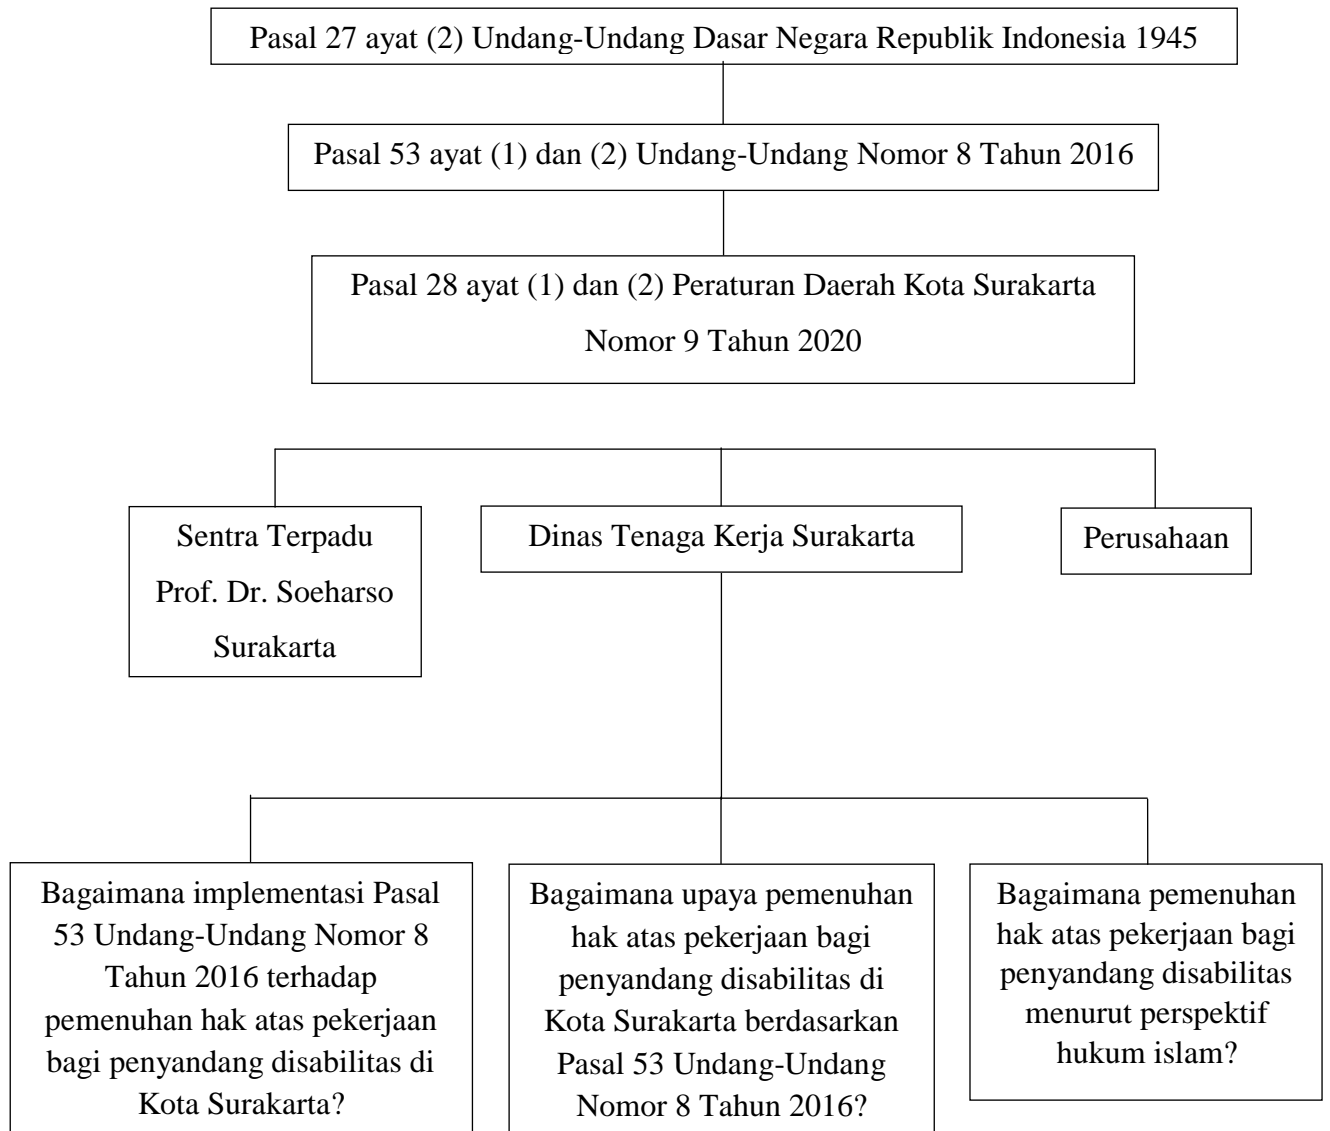 Pasal 27 ayat (2) Undang-Undang Dasar Negara Republik Indonesia 1945
Pasal 53 ayat (1) dan (2) Undang-Undang Nomor 8 Tahun 2016
Pasal 28 ayat (1) dan (2) Peraturan Daerah Kota Surakarta
Nomor 9 Tahun 2020
Sentra Terpadu
Prof. Dr. Soeharso
Surakarta
Dinas Tenaga Kerja Surakarta
Perusahaan
Bagaimana implementasi Pasal
53 Undang-Undang Nomor 8
Tahun 2016 terhadap
pemenuhan hak atas pekerjaan
bagi penyandang disabilitas di
Kota Surakarta?
Bagaimana upaya pemenuhan
hak atas pekerjaan bagi
penyandang disabilitas di
Kota Surakarta berdasarkan
Pasal 53 Undang-Undang
Nomor 8 Tahun 2016?
Bagaimana pemenuhan
hak atas pekerjaan bagi
penyandang disabilitas
menurut perspektif
hukum islam?